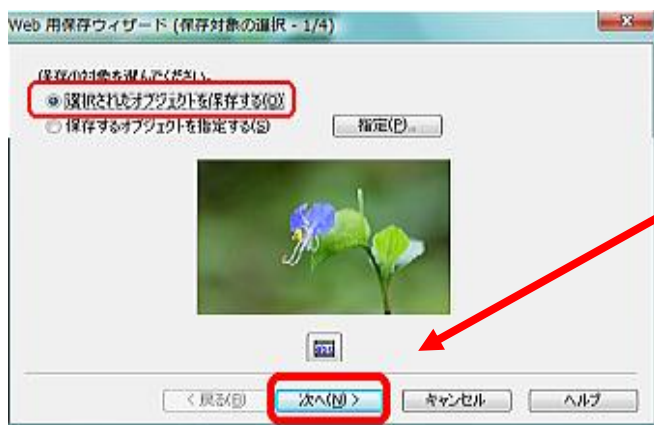 Web 用保存ウィザード (保存対象の選択 - 1/4)
保存の対象を選んでください。
選択されたオブジェクトを保存する(O)
保存するオブジェクトを指定する(S)
指定(P)...
< 戻る(B)
次へ(N) >
キャンセル
ヘルプ